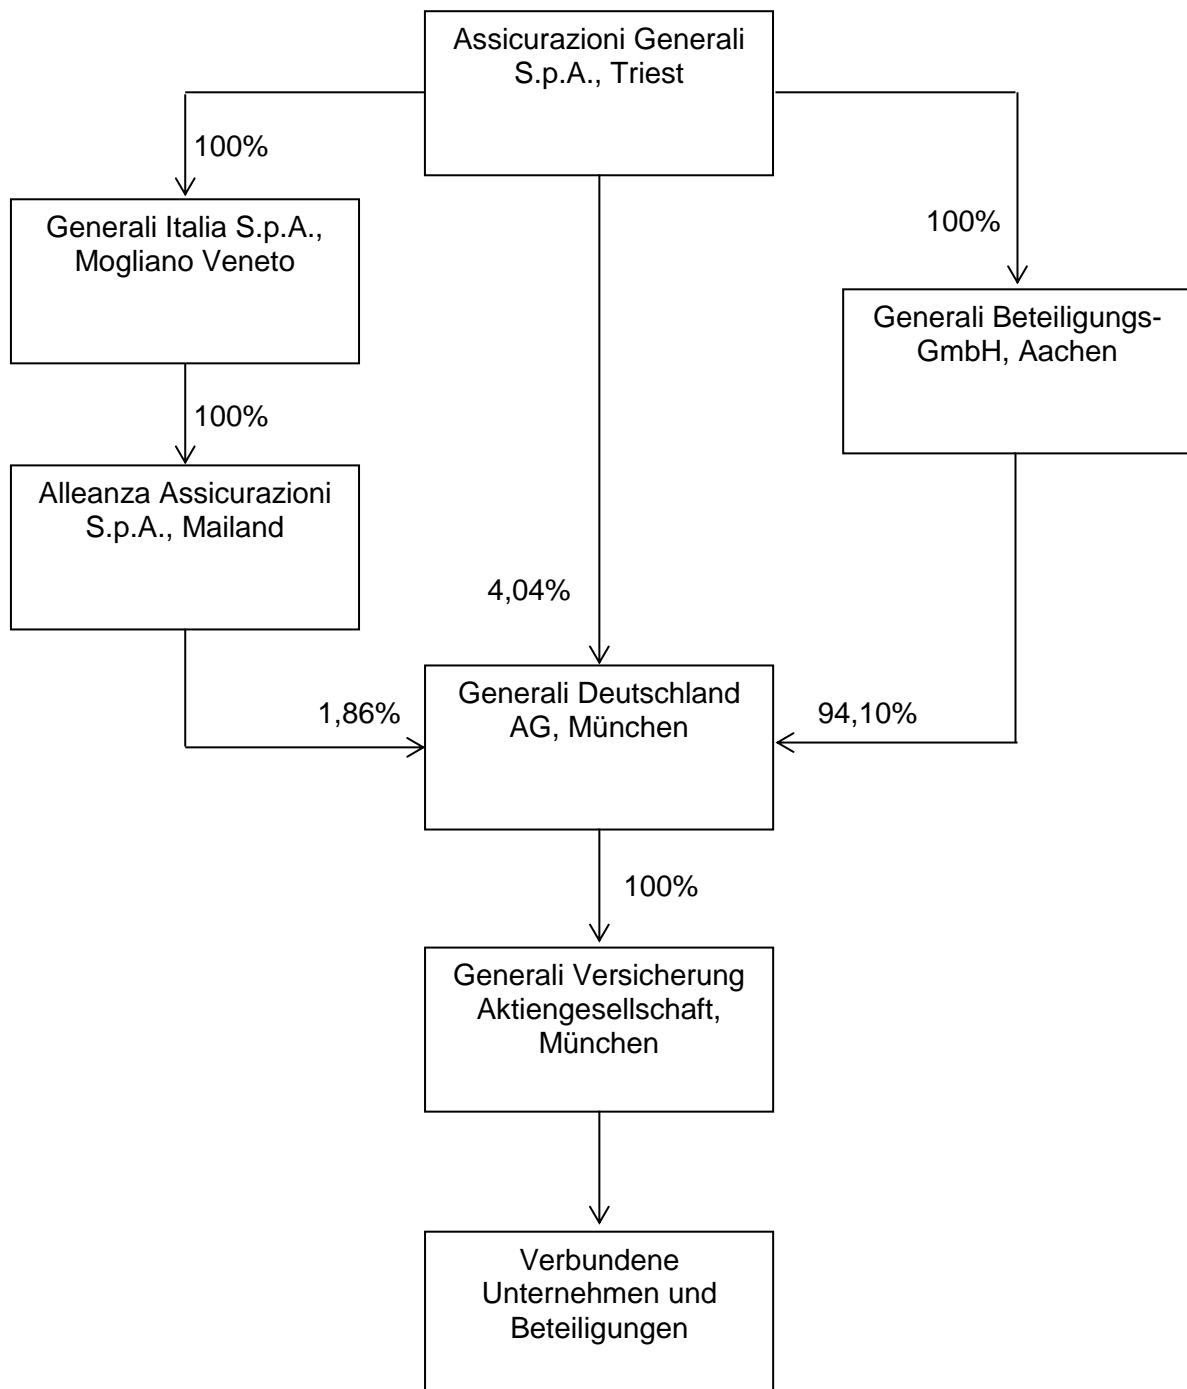 Assicurazioni Generali
S.p.A., Triest
100%
Generali Italia S.p.A.,
Mogliano Veneto
100%
Generali Beteiligungs-
GmbH, Aachen
100%
Alleanza Assicurazioni
S.p.A., Mailand
4,04%
1,86%
Generali Deutschland
AG, München
94,10%
100%
Generali Versicherung
Aktiengesellschaft,
München
Verbundene
Unternehmen und
Beteiligungen